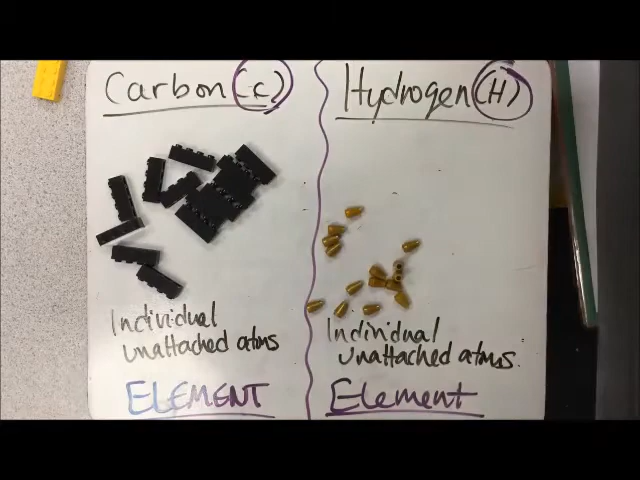 Carbon (C)
Hydrogen (H)
Individual
unattached atoms
ELEMENT
Individual
unattached atoms.
Element